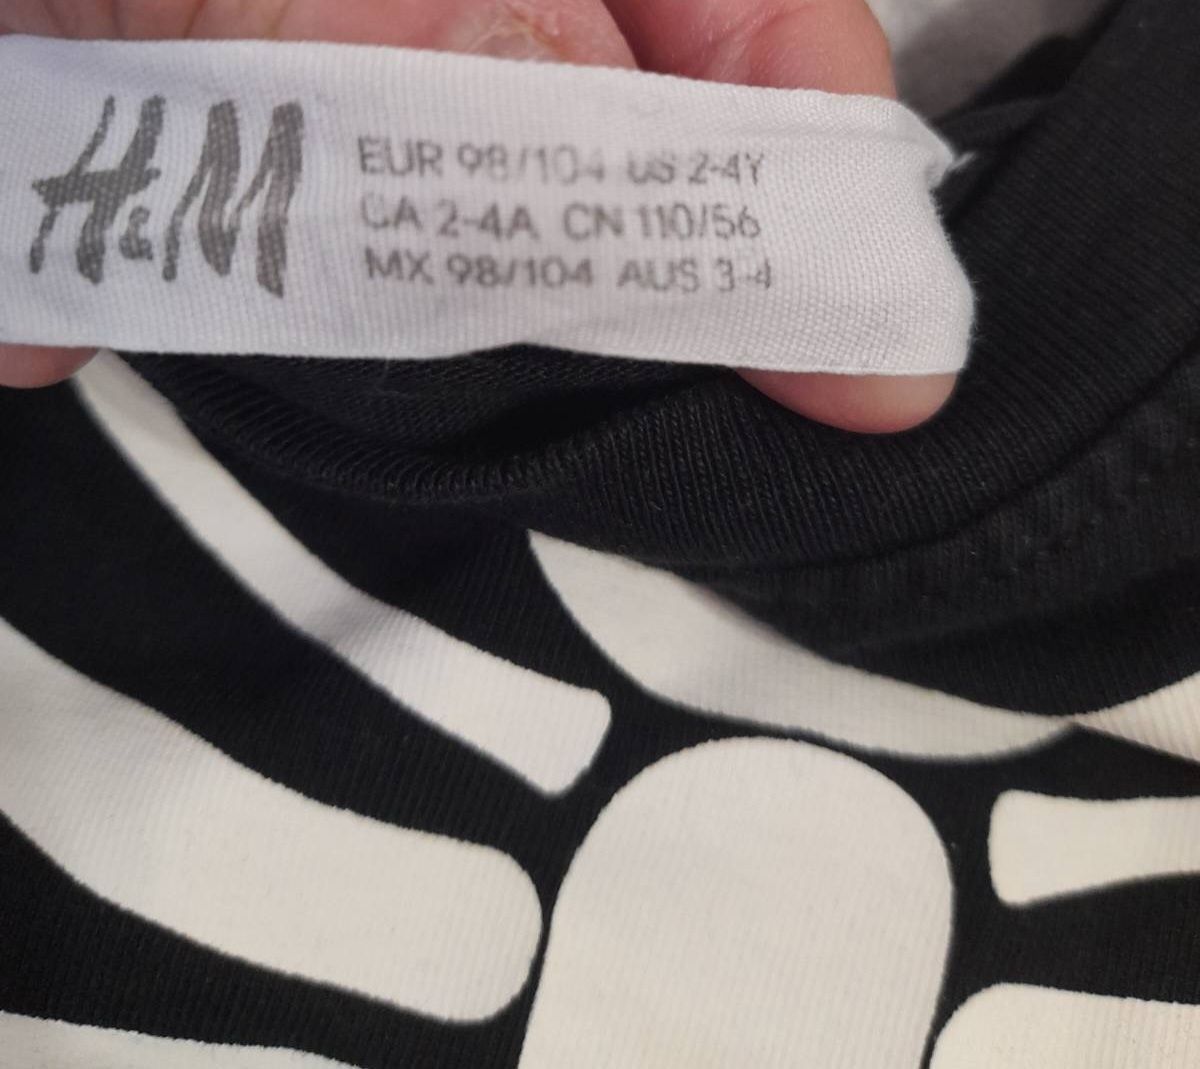 H&M
EUR 98/104 US 2-4Y
CA 2-4A CN 110/56
MX 98/104 AUS 3-4